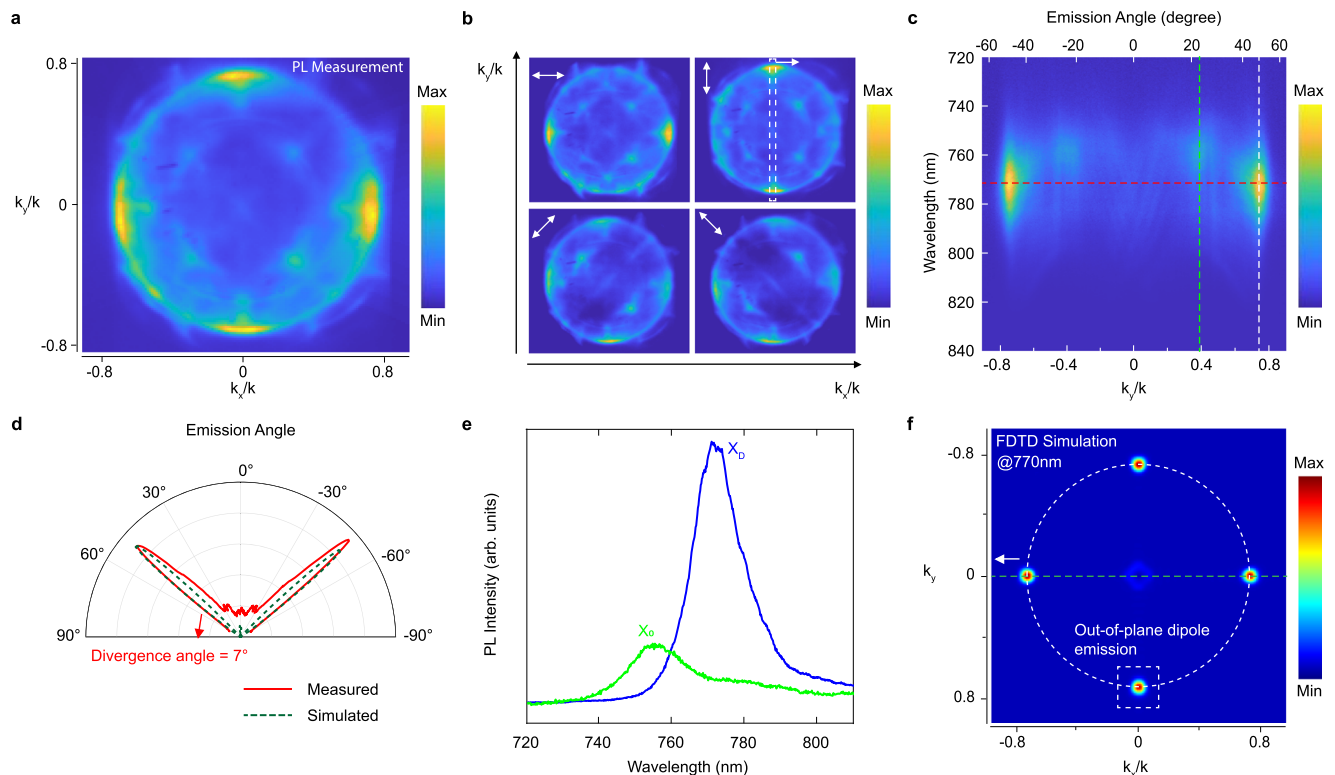 a
PL Measurement
0.8
0
-0.8
k_y/k
-0.8
0
0.8
k_x/k
Max
Min
b
k_y/k
k_x/k
Max
Min
c
Emission Angle (degree)
-60 -40 -20 0 20 40 60
720
740
760
780
800
820
840
Wavelength (nm)
-0.8 -0.4 0 0.4 0.8
k_y/k
Max
Min
d
Emission Angle
0°
30°
-30°
60°
-60°
90°
-90°
Divergence angle = 7°
Measured
Simulated
e
X_D
X_0
PL Intensity (arb. units)
720 740 760 780 800
Wavelength (nm)
f
FDTD Simulation
@770nm
-0.8
0
0.8
k_y
Out-of-plane dipole
emission
-0.8 0 0.8
Max
Min